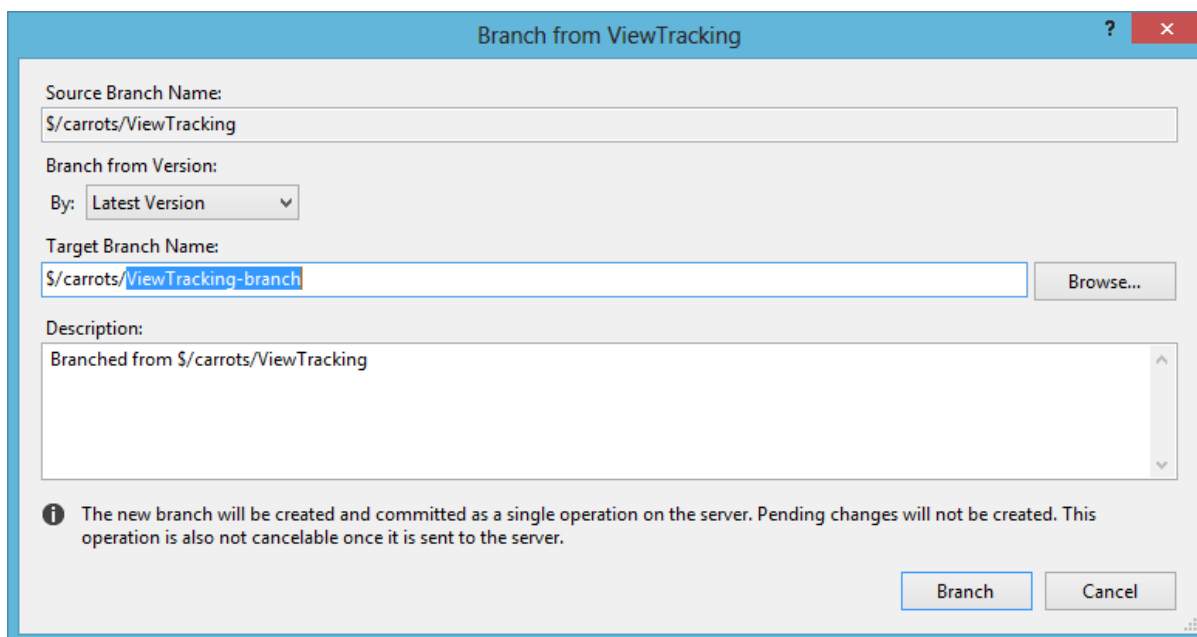 Branch from ViewTracking
?
Source Branch Name:
$/carrots/ViewTracking
Branch from Version:
By: Latest Version
Target Branch Name:
$/carrots/ViewTracking-branch
Browse...
Description:
Branched from $/carrots/ViewTracking
The new branch will be created and committed as a single operation on the server. Pending changes will not be created. This
operation is also not cancelable once it is sent to the server.
Branch
Cancel